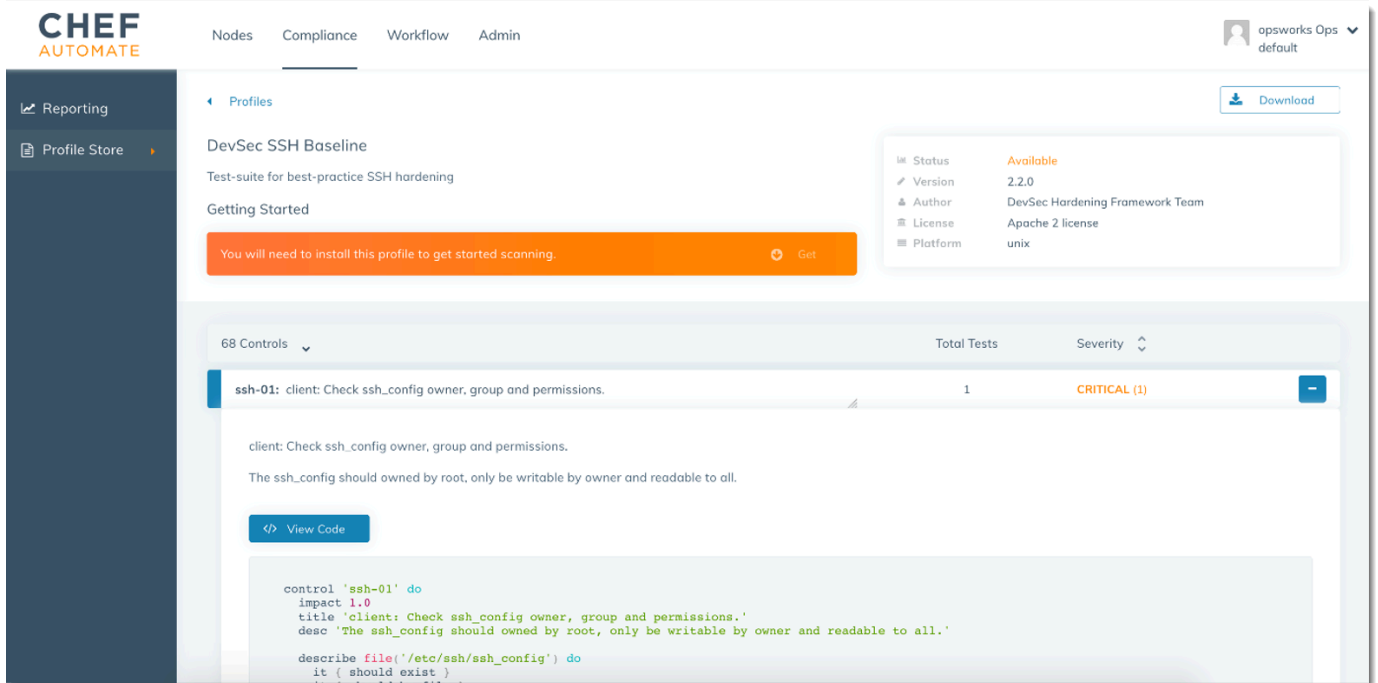 CHEF
AUTOMATE
Nodes Compliance Workflow Admin
opsworks Ops
default
Reporting
Profile Store
Profiles
Download
DevSec SSH Baseline
Test-suite for best-practice SSH hardening
Getting Started
You will need to install this profile to get started scanning. Get
Status Available
Version 2.2.0
Author DevSec Hardening Framework Team
License Apache 2 license
Platform unix
68 Controls Total Tests Severity
ssh-01: client: Check ssh_config owner, group and permissions. 1 CRITICAL (1)
client: Check ssh_config owner, group and permissions.
The ssh_config should owned by root, only be writable by owner and readable to all.
</> View Code
control 'ssh-01' do
impact 1.0
title 'client: Check ssh_config owner, group and permissions.'
desc 'The ssh_config should owned by root, only be writable by owner and readable to all.'
describe file('/etc/ssh/ssh_config') do
it { should exist }